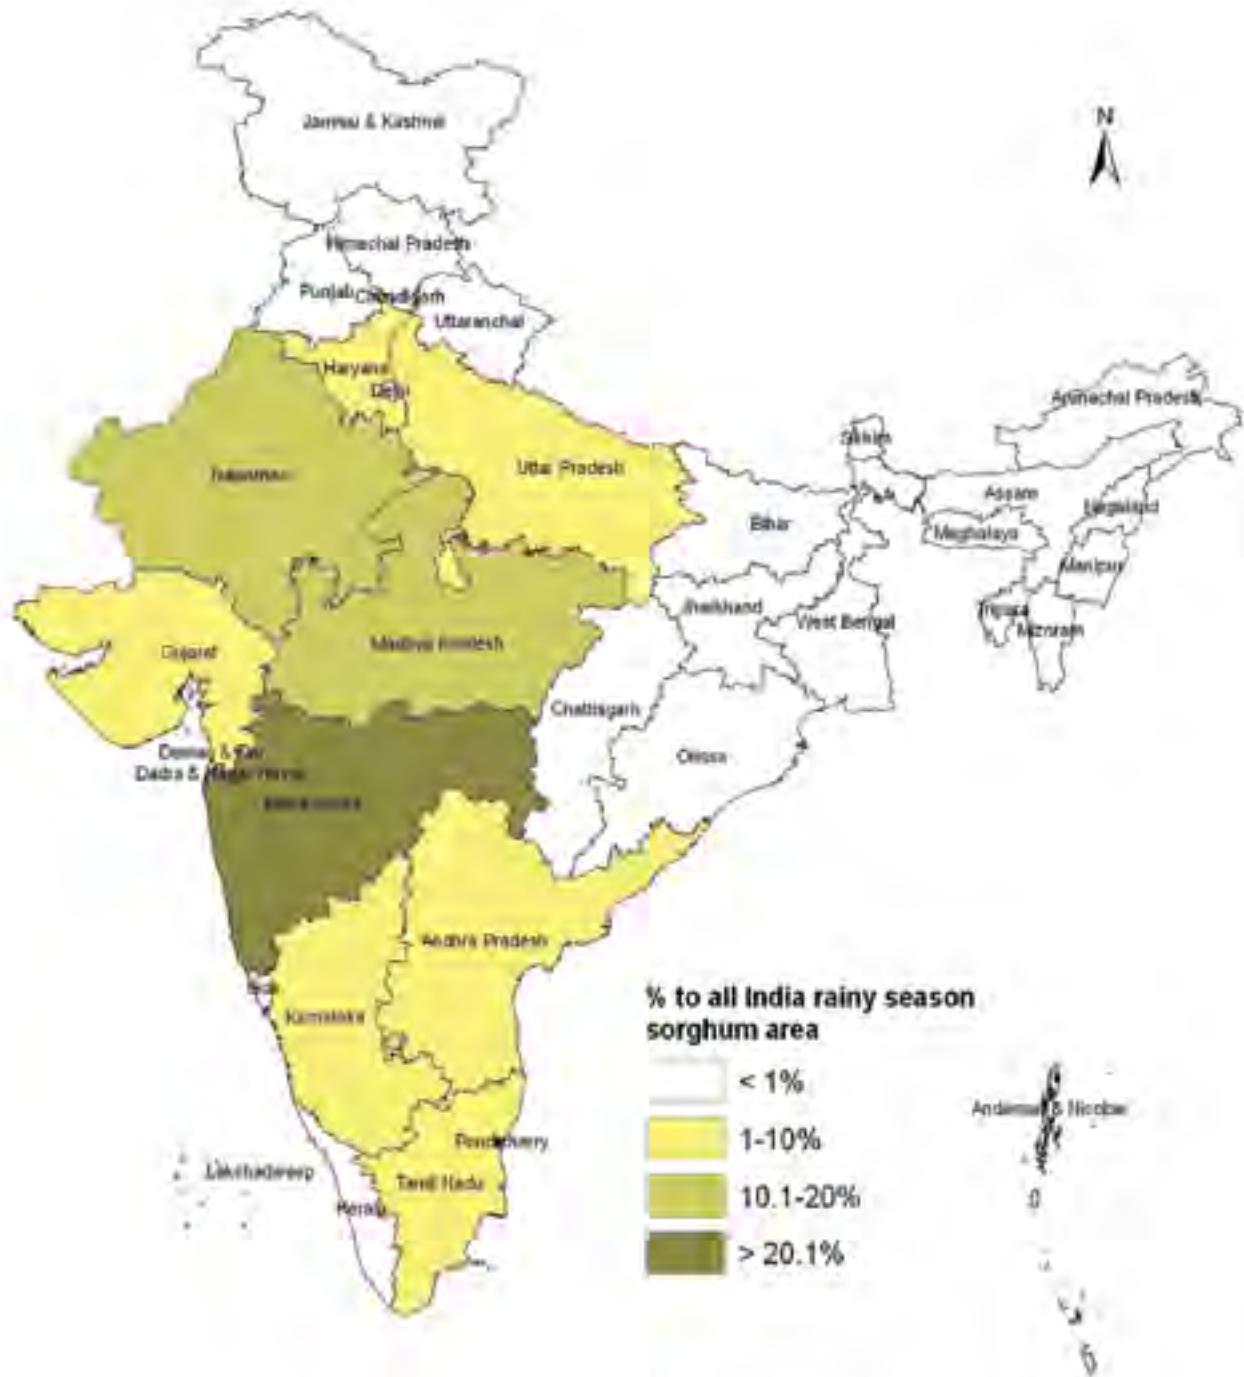 N
Jammu & Kashmir
Himachal Pradesh
Punjab
Chandigarh
Uttaranchal
Haryana
Delhi
Arunachal Pradesh
Sikkim
Rajasthan
Uttar Pradesh
Assam
Nagaland
Bihar
Meghalaya
Manipur
Jharkhand
Tripura
West Bengal
Mizoram
Gujarat
Madhya Pradesh
Chattisgarh
Orissa
Daman & Diu
Dadra & Nagar Haveli
Maharashtra
Andhra Pradesh
Karnataka
% to all India rainy season
sorghum area
< 1%
1-10%
10.1-20%
> 20.1%
Andaman & Nicobar
Pondicherry
Lakshadweep
Tamil Nadu
Kerala